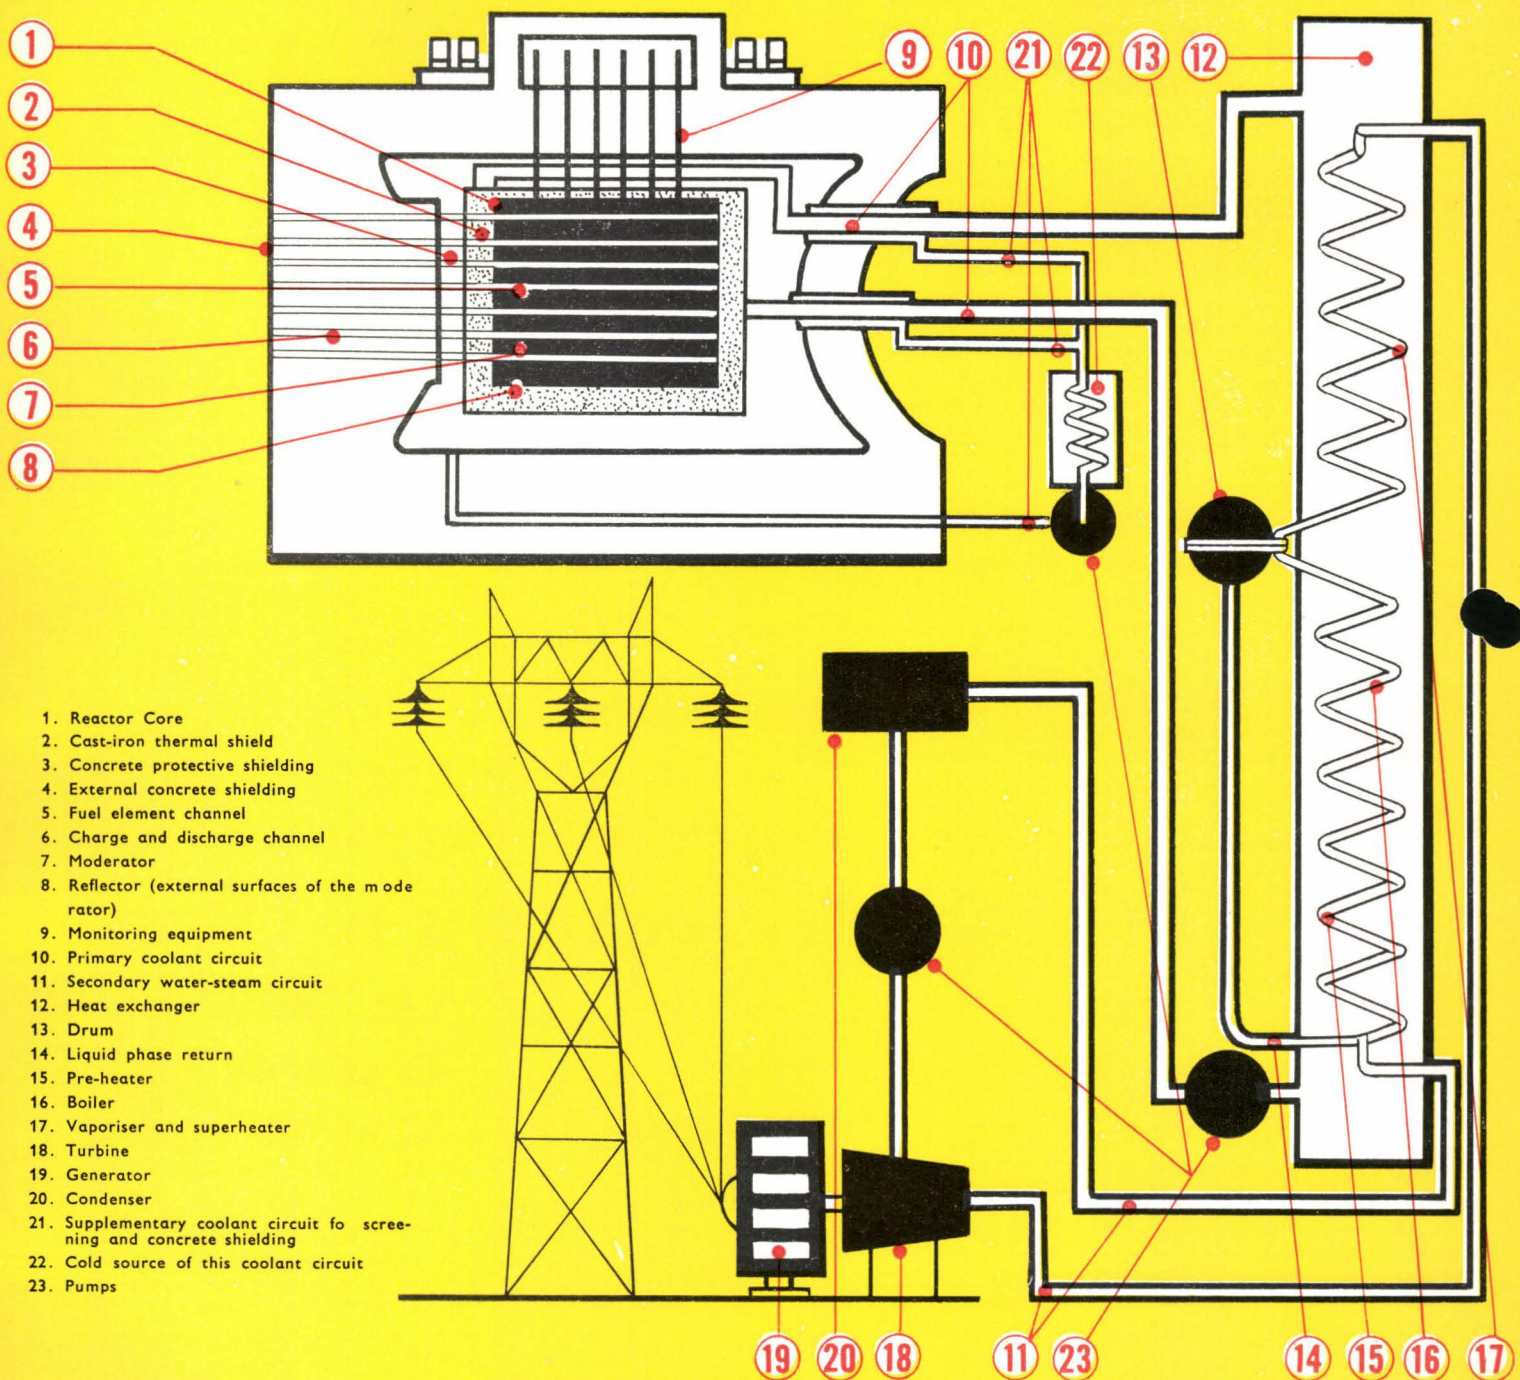 1
2
3
4
5
6
7
8
9
10
21
22
13
12
1. Reactor Core
2. Cast-iron thermal shield
3. Concrete protective shielding
4. External concrete shielding
5. Fuel element channel
6. Charge and discharge channel
7. Moderator
8. Reflector (external surfaces of the mode
rator)
9. Monitoring equipment
10. Primary coolant circuit
11. Secondary water-steam circuit
12. Heat exchanger
13. Drum
14. Liquid phase return
15. Pre-heater
16. Boiler
17. Vaporiser and superheater
18. Turbine
19. Generator
20. Condenser
21. Supplementary coolant circuit fo scree-
ning and concrete shielding
22. Cold source of this coolant circuit
23. Pumps
19
20
18
11
23
14
15
16
17